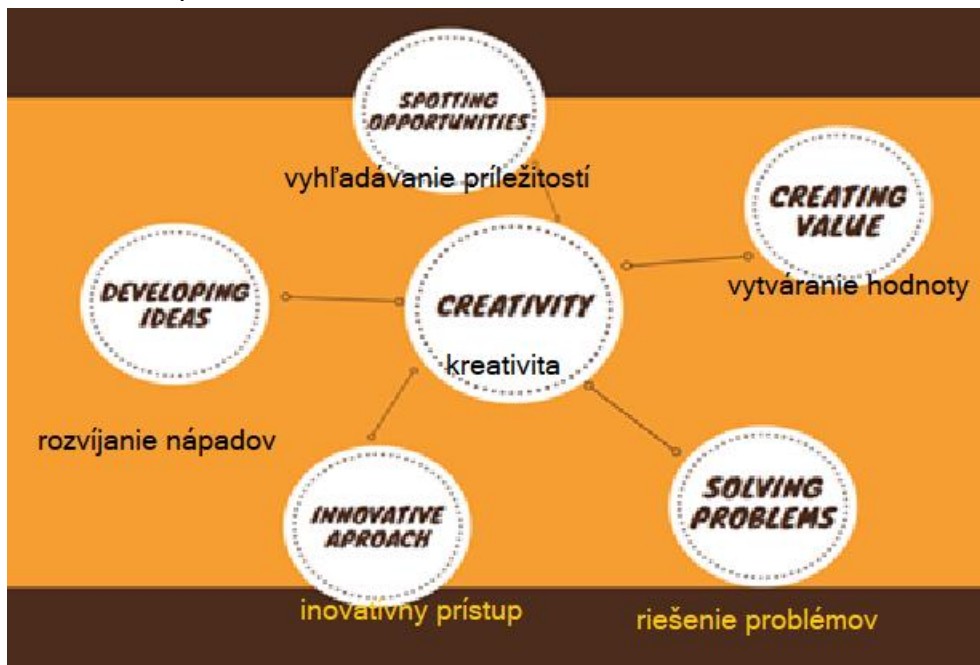 SPOTTING
OPPORTUNITIES
vyhľadávanie príležitostí
CREATING
VALUE
vytváranie hodnoty
DEVELOPING
IDEAS
rozvíjanie nápadov
CREATIVITY
kreativita
INNOVATIVE
APROACH
inovatívny prístup
SOLVING
PROBLEMS
riešenie problémov